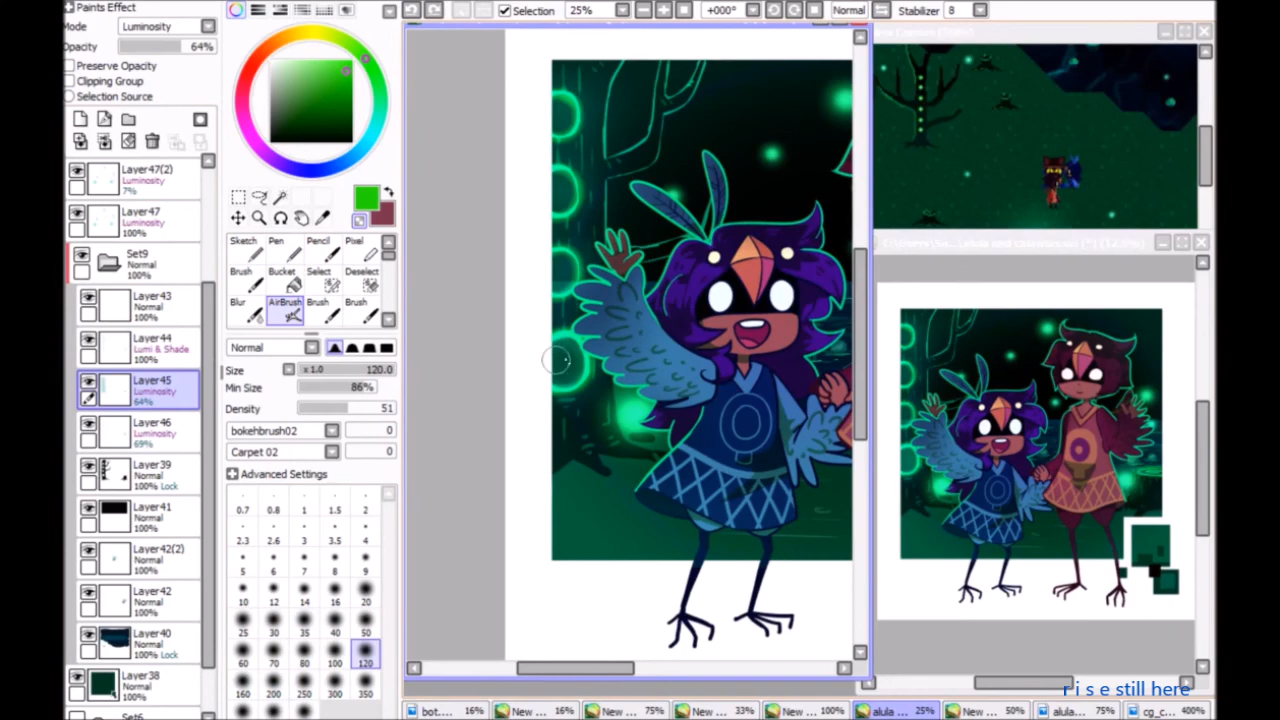 Paints Effect
Mode Luminosity
Opacity 64%
Preserve Opacity
Clipping Group
Selection Source
Layer47(2)
Luminosity
7%
Layer47
Luminosity
100%
Set9
Normal
100%
Layer43
Normal
100%
Layer44
Lumi & Shade
100%
Layer45
Luminosity
64%
Layer46
Luminosity
69%
Layer39
Normal
100% Lock
Layer41
Normal
100%
Layer42(2)
Normal
100%
Layer42
Normal
100%
Layer40
Normal
100% Lock
Layer38
Normal
100%
Set6
Sketch Pen Pencil Pixel
Brush Bucket Select Deselect
Blur AirBrush Brush Brush
Normal
Size x 1.0 120.0
Min Size 86%
Density 51
bokehbrush02 0
Carpet 02 0
Advanced Settings
0.7 0.8 1 1.5 2
2.3 2.6 3 3.5 4
5 6 7 8 9
10 12 14 16 20
25 30 35 40 50
60 70 80 100 120
160 200 250 300 350
Selection 25% +000° Normal Stabilizer 8
r i s e still here
bot.... 16% New ... 16% New ... 75% New ... 33% New ... 100% alula ... 25% New ... 50% alula... 75% cg_c... 400%